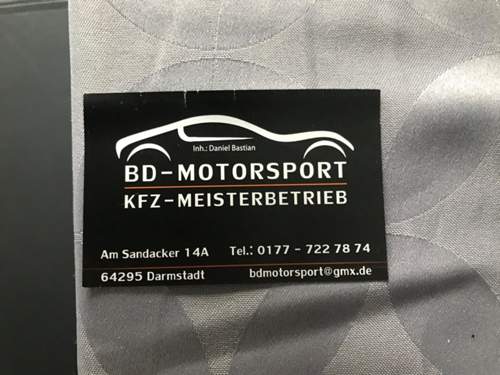 Inh.: Daniel Bastian
BD-MOTORSPORT
KFZ-MEISTERBETRIEB
Am Sandacker 14A Tel.: 0177 - 722 78 74
64295 Darmstadt bdmotorsport@gmx.de